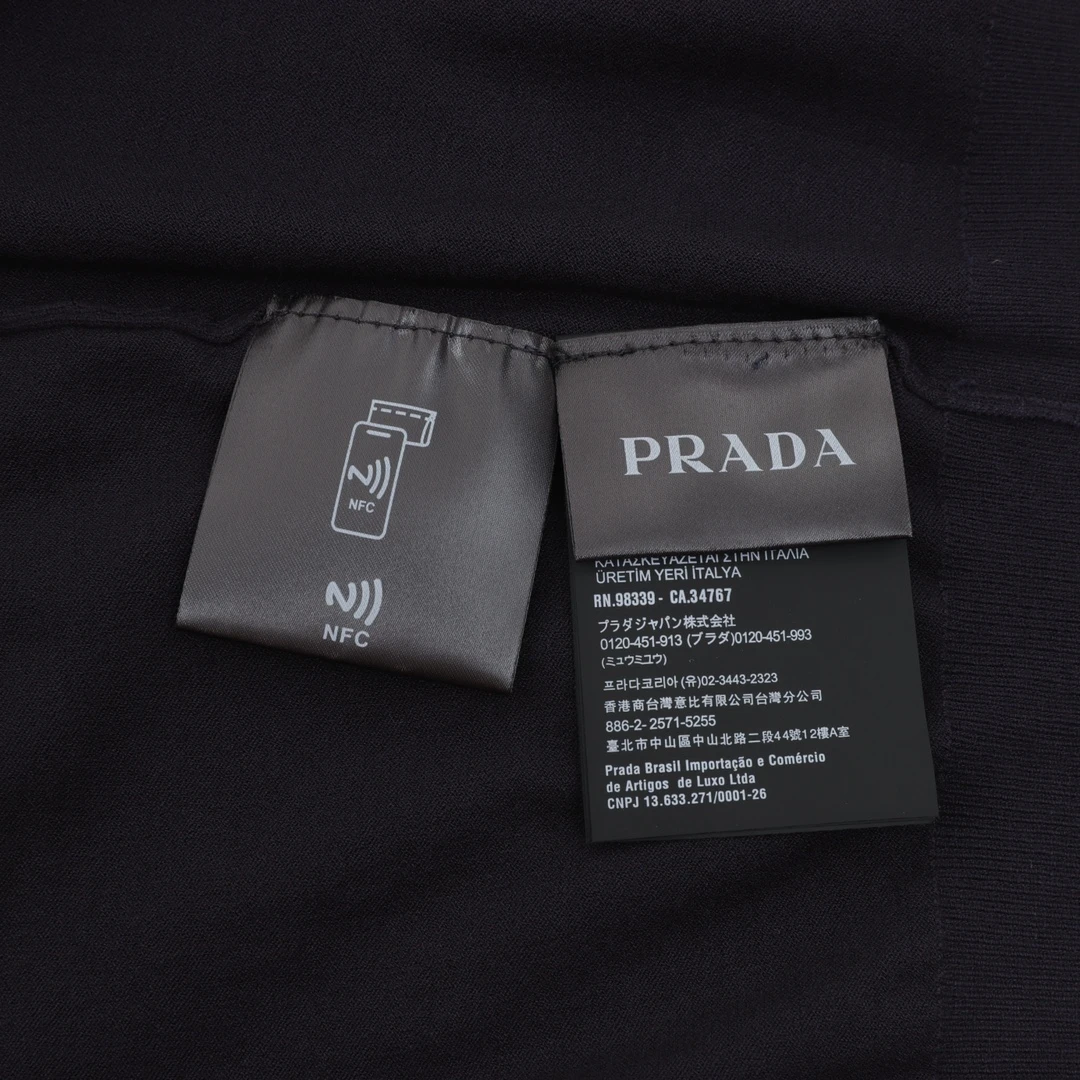 NFC
NFC
PRADA
ΚΑΤΑΣΚΕΥΑΖΕΤΑΙ ΣΤΗΝ ΙΤΑΛΙΑ
ÜRETİM YERİ İTALYA
RN.98339 - CA.34767
プラダジャパン株式会社
0120-451-913 (プラダ)0120-451-993
(ミュウミュウ)
프라다코리아(유)02-3443-2323
香港商台灣意比有限公司台灣分公司
886-2-2571-5255
臺北市中山區中山北路二段44號12樓A室
Prada Brasil Importação e Comércio
de Artigos de Luxo Ltda
CNPJ 13.633.271/0001-26